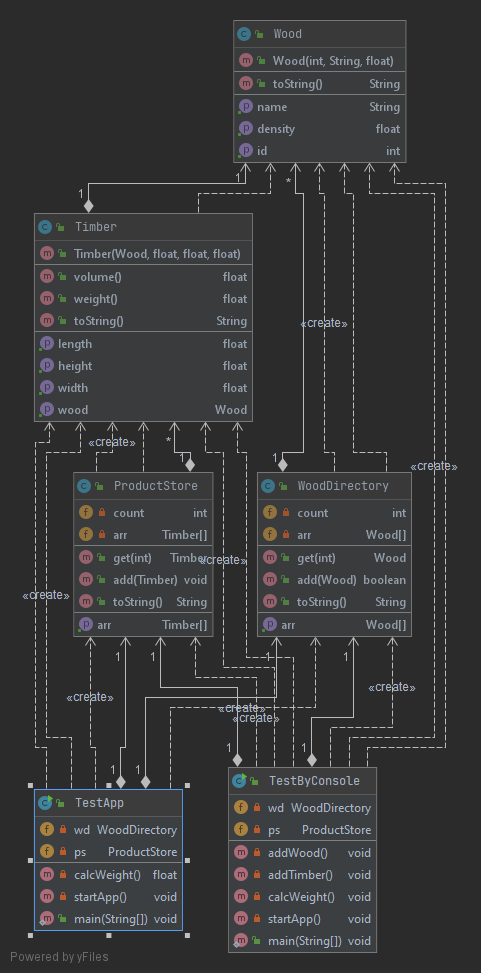 Wood
Wood(int, String, float)
toString() String
name String
density float
id int
1
*
Timber
Timber(Wood, float, float, float)
volume() float
weight() float
toString() String
length float
height float
width float
wood Wood
1
«create»
«create»
«create»
*
1
1
ProductStore
count int
arr Timber[]
get(int) Timber
add(Timber) void
toString() String
arr Timber[]
WoodDirectory
count int
arr Wood[]
get(int) Wood
add(Wood) boolean
toString() String
arr Wood[]
«create»
«create»
1
1
1
1
«create»
«create»
«create»
«create»
1
1
1
1
TestApp
wd WoodDirectory
ps ProductStore
calcWeight() float
startApp() void
main(String[]) void
TestByConsole
wd WoodDirectory
ps ProductStore
addWood() void
addTimber() void
calcWeight() void
startApp() void
main(String[]) void
Powered by yFiles